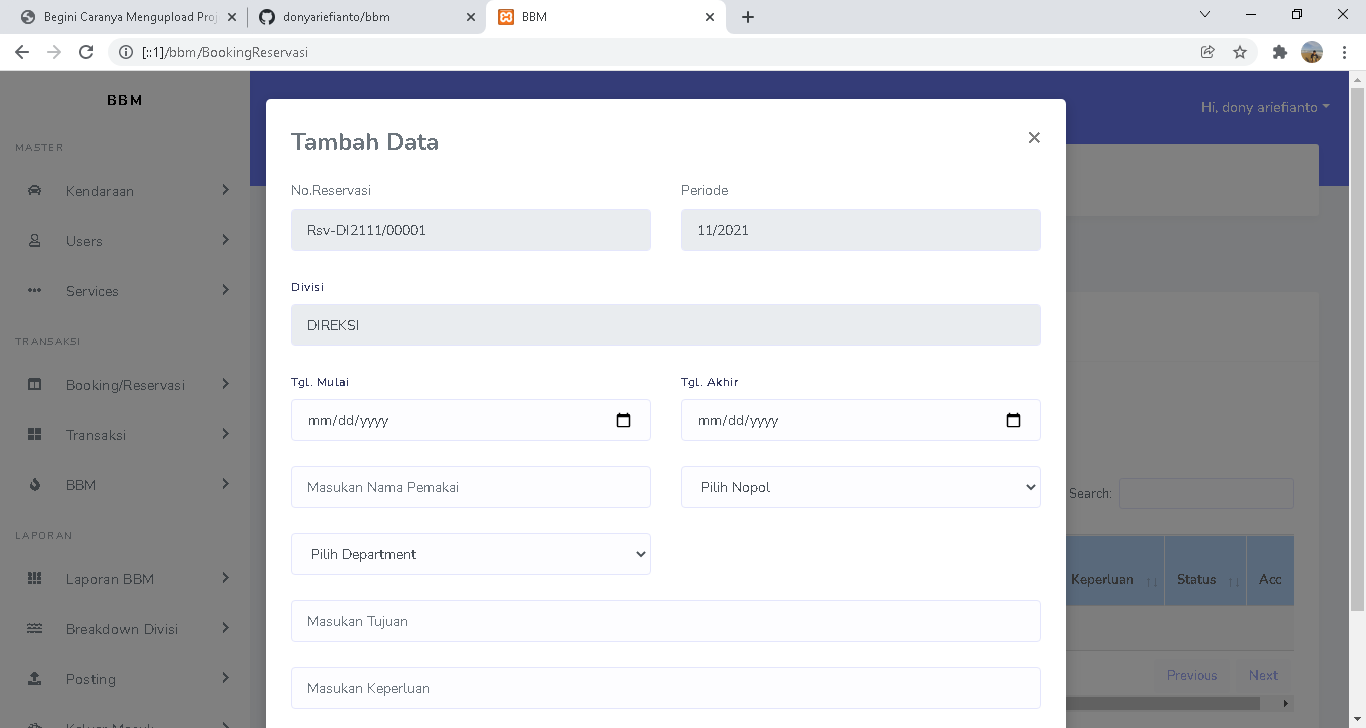 Begini Caranya Mengupload Proj
donyariefianto/bbm
BBM
[::1]/bbm/BookingReservasi
BBM
Hi, dony ariefianto
MASTER
Kendaraan
Users
Services
TRANSAKSI
Booking/Reservasi
Transaksi
BBM
LAPORAN
Laporan BBM
Breakdown Divisi
Posting
Keluar Masuk
Tambah Data
No.Reservasi
Periode
Rsv-DI2111/00001
11/2021
Divisi
DIREKSI
Tgl. Mulai
Tgl. Akhir
mm/dd/yyyy
mm/dd/yyyy
Masukan Nama Pemakai
Pilih Nopol
Pilih Department
Masukan Tujuan
Masukan Keperluan
Search:
Keperluan
Status
Acc
Previous
Next